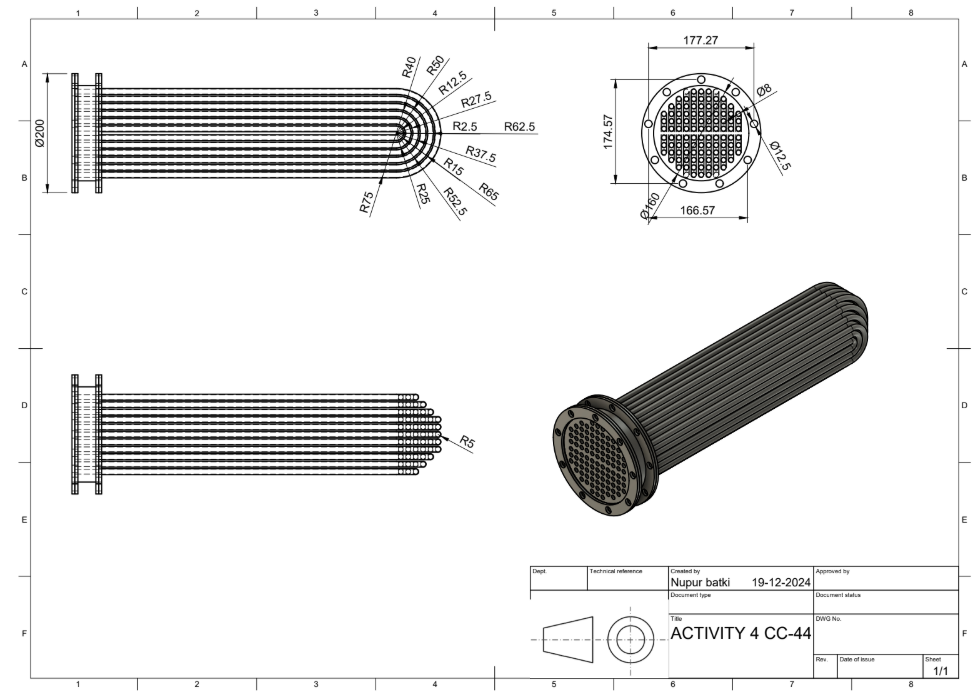 1 2 3 4 5 6 7 8
A A
B B
C C
D D
E E
F F
Ø200
R40
R50
R12.5
R27.5
R2.5
R62.5
R37.5
R15
R65
R52.5
R25
R75
177.27
Ø8
174.57
Ø12.5
Ø160
166.57
R5
Dept.
Technical reference
Created by
Approved by
Nupur batki 19-12-2024
Document type
Document status
Title
DWG No.
ACTIVITY 4 CC-44
Rev.
Date of issue
Sheet
1/1
1 2 3 4 5 6 7 8